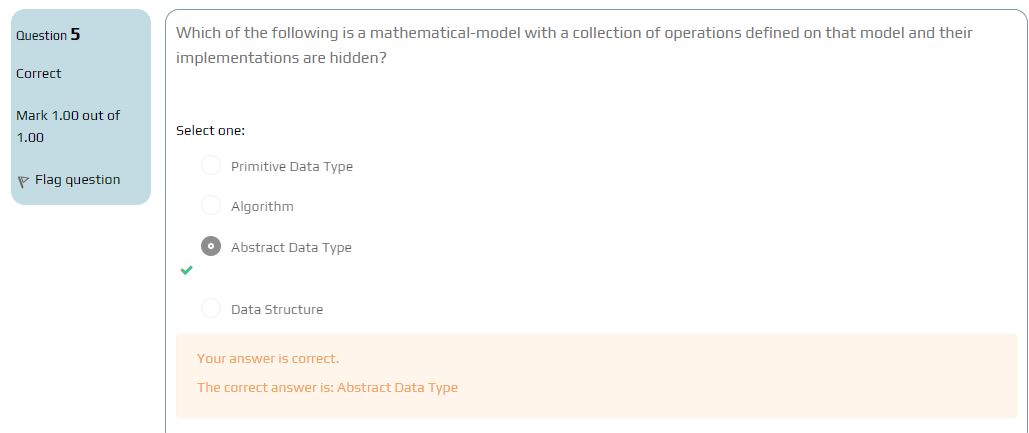 Question 5
Correct
Mark 1.00 out of
1.00
Flag question
Which of the following is a mathematical-model with a collection of operations defined on that model and their
implementations are hidden?
Select one:
Primitive Data Type
Algorithm
Abstract Data Type
Data Structure
Your answer is correct.
The correct answer is: Abstract Data Type